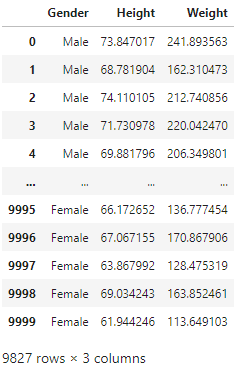 Gender Height Weight
0 Male 73.847017 241.893563
1 Male 68.781904 162.310473
2 Male 74.110105 212.740856
3 Male 71.730978 220.042470
4 Male 69.881796 206.349801
... ... ... ...
9995 Female 66.172652 136.777454
9996 Female 67.067155 170.867906
9997 Female 63.867992 128.475319
9998 Female 69.034243 163.852461
9999 Female 61.944246 113.649103
9827 rows × 3 columns